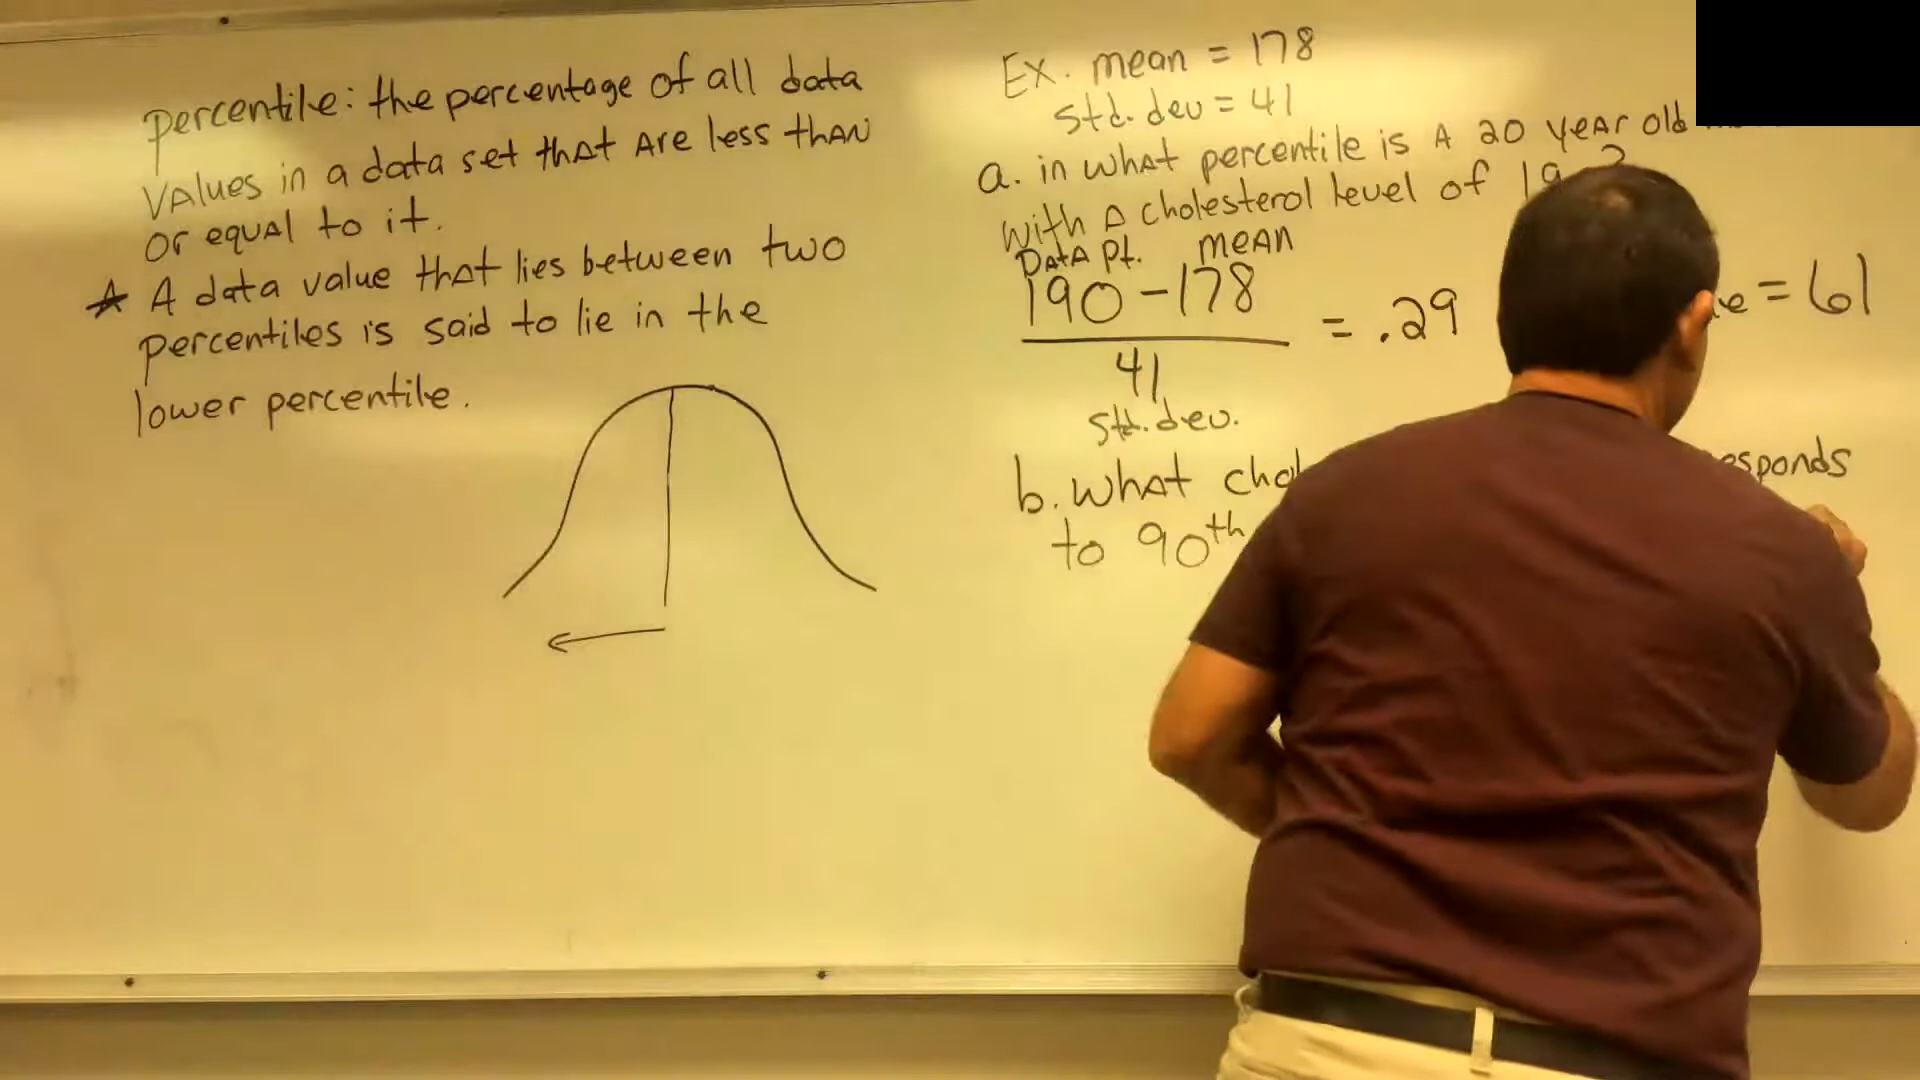 percentile: the percentage of all data
values in a data set that are less than
or equal to it.
A data value that lies between two
percentiles is said to lie in the
lower percentile.
Ex. mean = 178
std. dev = 41
a. in what percentile is a 20 year old
with a cholesterol level of 19 ?
Data Pt. mean
190 - 178
= .29
= 61
41
std. dev.
b. what
to 90th